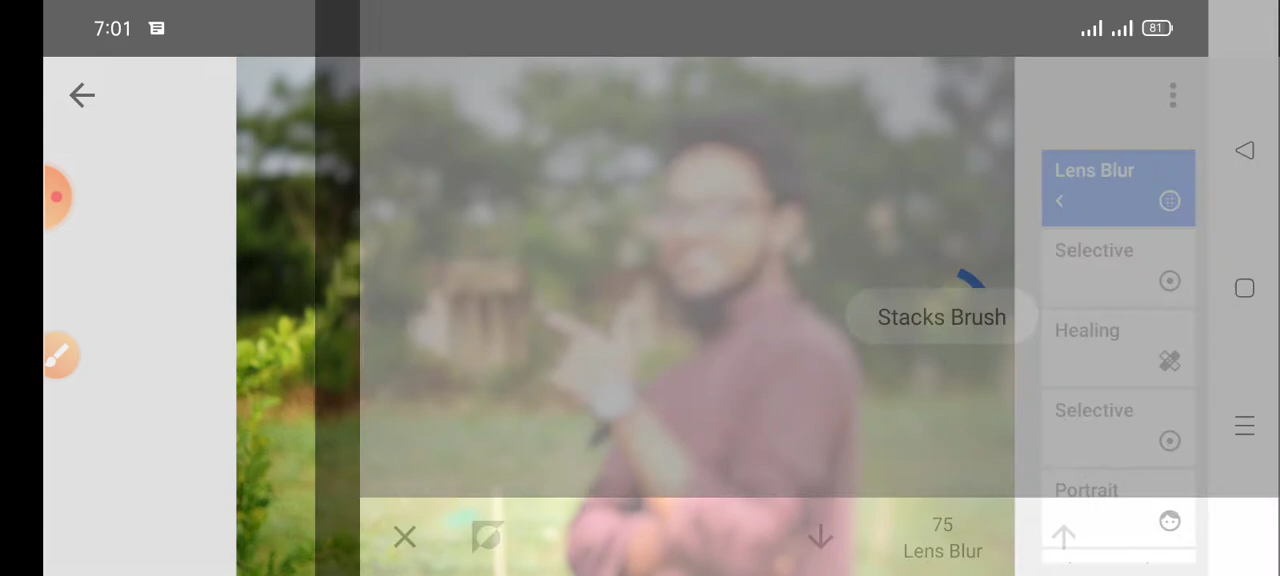 7:01
81
Lens Blur
Selective
Healing
Stacks Brush
Selective
Portrait
75
Lens Blur